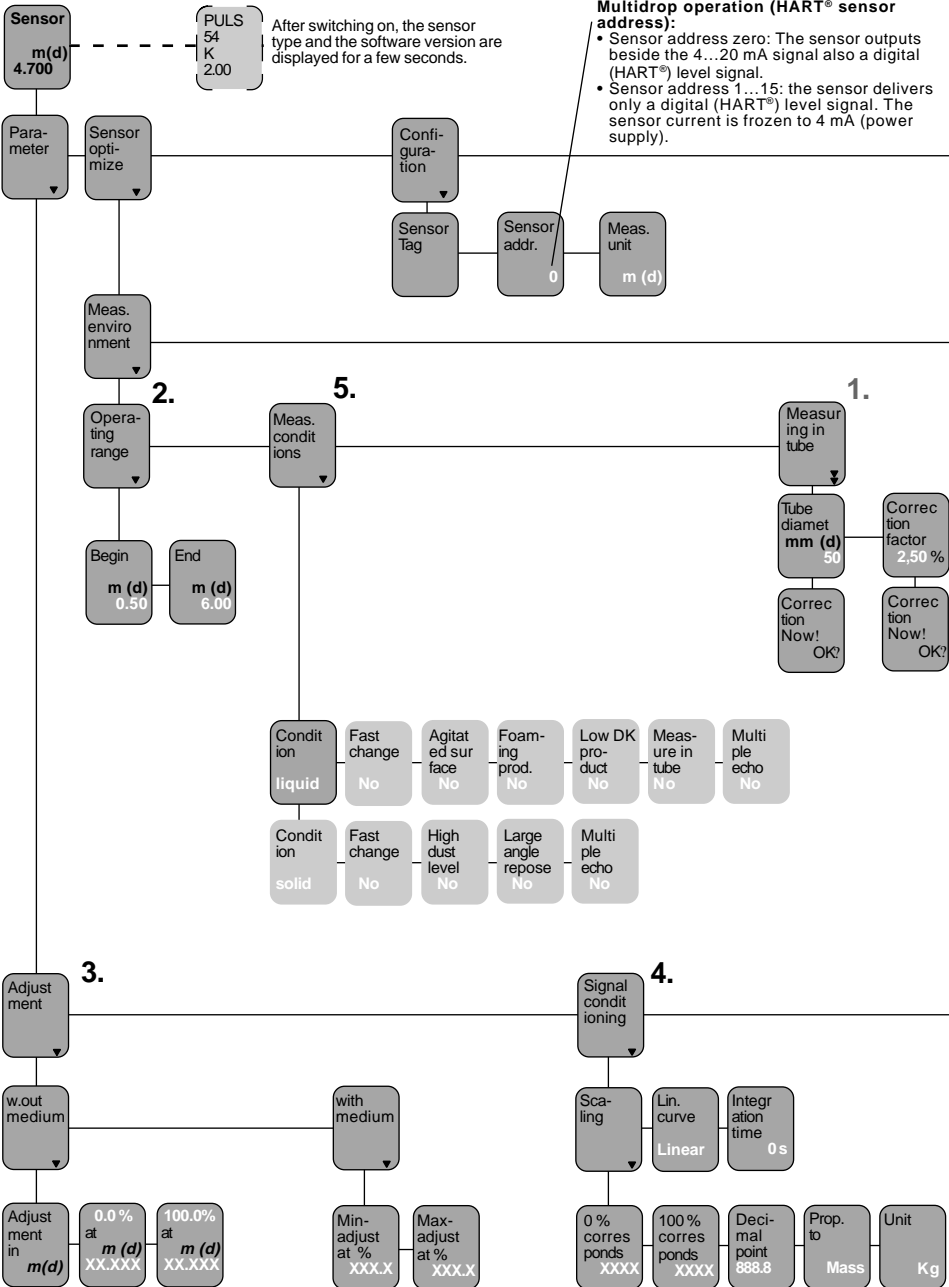 Sensor
m(d)
4.700
PULS
54
K
2.00
After switching on, the sensor
type and the software version are
displayed for a few seconds.
Multidrop operation (HART® sensor
address):
• Sensor address zero: The sensor outputs
beside the 4…20 mA signal also a digital
(HART®) level signal.
• Sensor address 1…15: the sensor delivers
only a digital (HART®) level signal. The
sensor current is frozen to 4 mA (power
supply).
Para-
meter
Sensor
opti-
mize
Confi-
gura-
tion
Sensor
Tag
Sensor
addr.
0
Meas.
unit
m (d)
Meas.
enviro
nment
2.
Opera-
ting
range
5.
Meas.
condit
ions
1.
Measur
ing in
tube
Begin
m (d)
0.50
End
m (d)
6.00
Tube
diamet
mm (d)
50
Correc
tion
factor
2,50 %
Correc
tion
Now!
OK?
Correc
tion
Now!
OK?
Condit
ion
liquid
Fast
change
No
Agitat
ed sur
face
No
Foam-
ing
prod.
No
Low DK
pro-
duct
No
Meas-
ure in
tube
No
Multi
ple
echo
No
Condit
ion
solid
Fast
change
No
High
dust
level
No
Large
angle
repose
No
Multi
ple
echo
No
3.
Adjust
ment
4.
Signal
condit
ioning
w.out
medium
with
medium
Sca-
ling
Lin.
curve
Linear
Integr
ation
time
0 s
Adjust
ment
in
m(d)
0.0 %
at
m (d)
XX.XXX
100.0%
at
m (d)
XX.XXX
Min-
adjust
at %
XXX.X
Max-
adjust
at %
XXX.X
0 %
corres
ponds
XXXX
100 %
corres
ponds
XXXX
Deci-
mal
point
888.8
Prop.
to
Mass
Unit
Kg